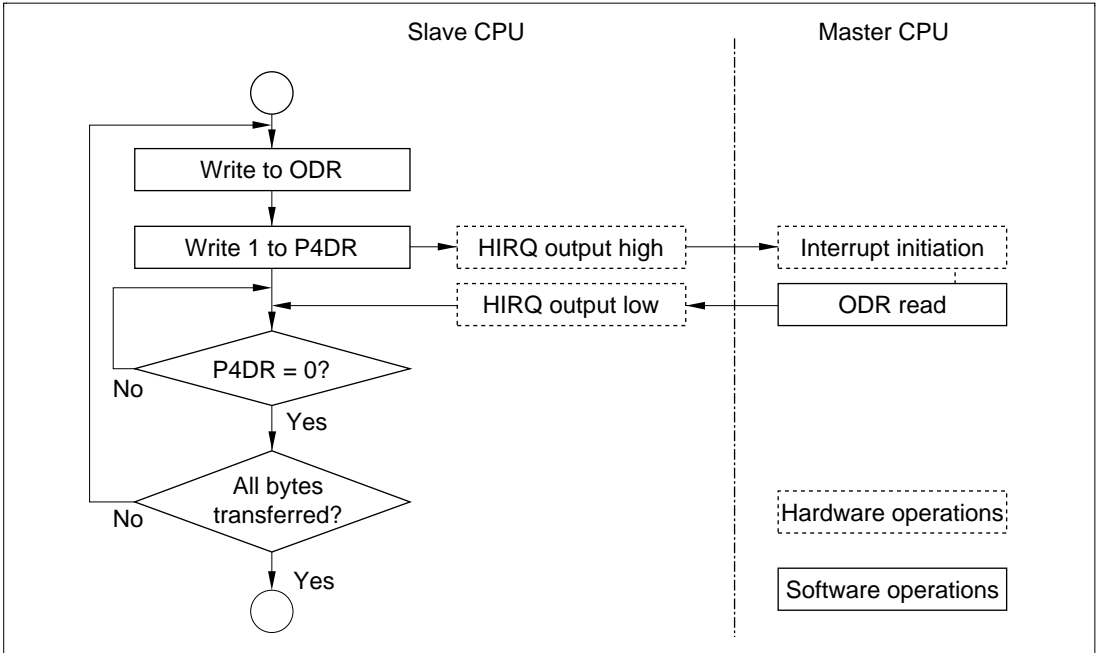 Slave CPU
Master CPU
Write to ODR
Write 1 to P4DR
HIRQ output high
Interrupt initiation
HIRQ output low
ODR read
P4DR = 0?
No
Yes
All bytes
transferred?
No
Yes
Hardware operations
Software operations